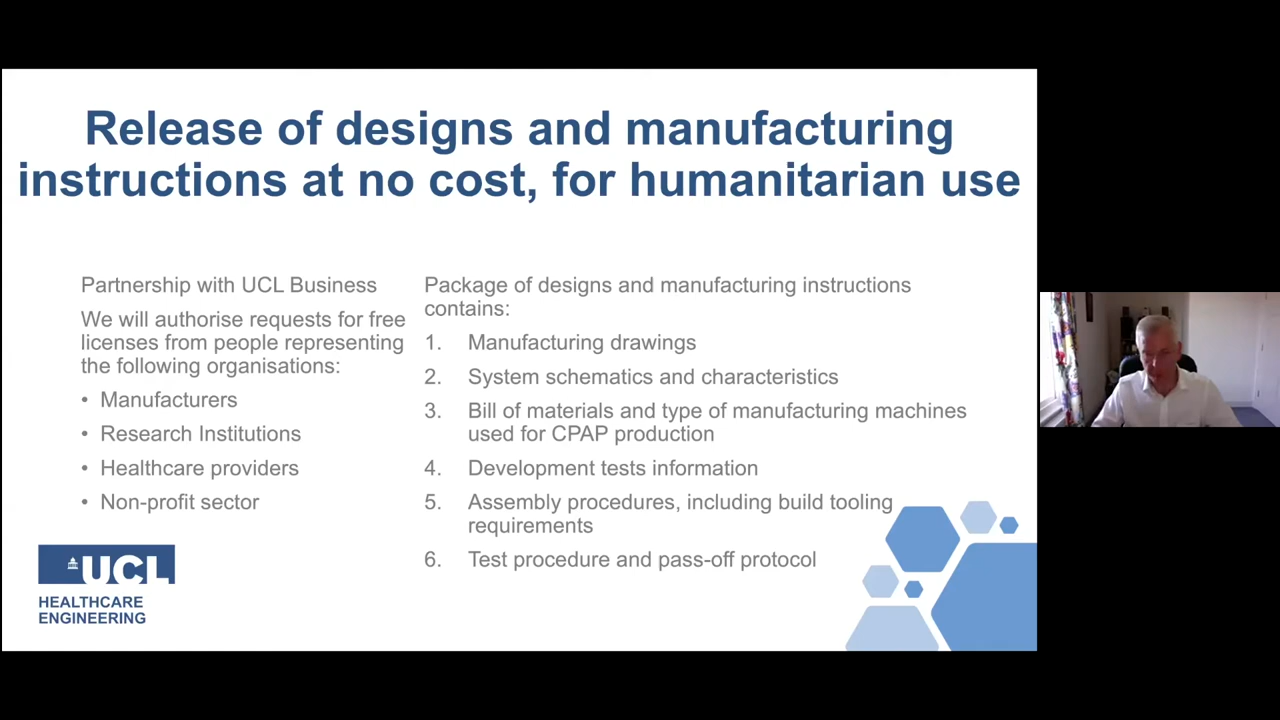 Release of designs and manufacturing
instructions at no cost, for humanitarian use
Partnership with UCL Business
We will authorise requests for free
licenses from people representing
the following organisations:
• Manufacturers
• Research Institutions
• Healthcare providers
• Non-profit sector
Package of designs and manufacturing instructions
contains:
1. Manufacturing drawings
2. System schematics and characteristics
3. Bill of materials and type of manufacturing machines
used for CPAP production
4. Development tests information
5. Assembly procedures, including build tooling
requirements
6. Test procedure and pass-off protocol
UCL
HEALTHCARE
ENGINEERING